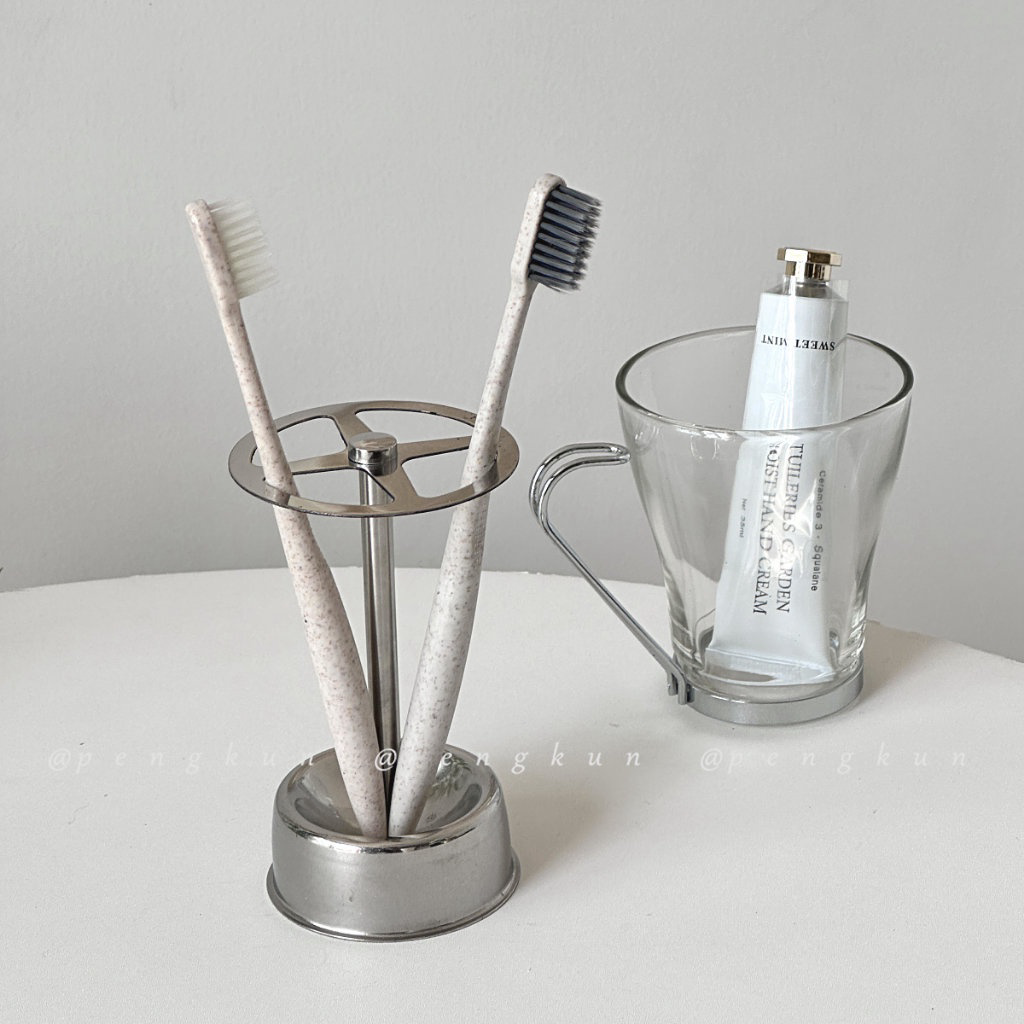 SWEET MINT
TUILERIES GARDEN
MOIST HAND CREAM
Ceramide 3 · Squalane
@pengkun @pengkun @pengkun